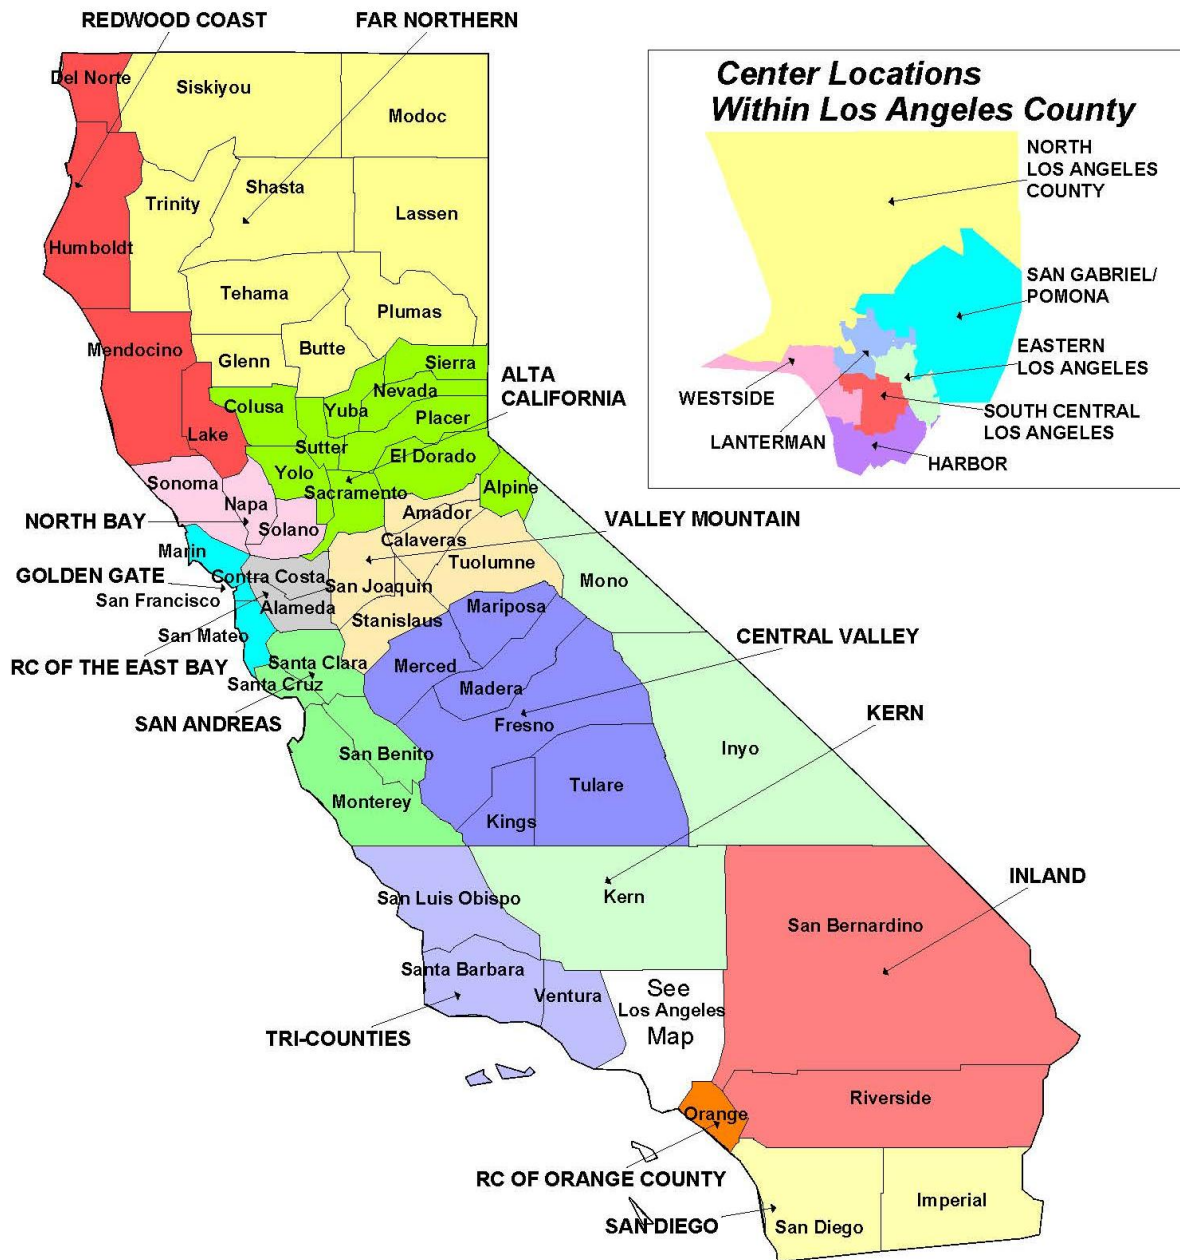 REDWOOD COAST
FAR NORTHERN
Del Norte
Siskiyou
Modoc
Trinity
Shasta
Lassen
Humboldt
Tehama
Plumas
Mendocino
Glenn
Butte
Sierra
ALTA
CALIFORNIA
Colusa
Yuba
Nevada
Placer
Lake
Sutter
El Dorado
Yolo
Sacramento
Alpine
Sonoma
Napa
Solano
NORTH BAY
Amador
Calaveras
Tuolumne
VALLEY MOUNTAIN
Marin
GOLDEN GATE
Contra Costa
San Joaquin
Mono
San Francisco
Alameda
Mariposa
Stanislaus
San Mateo
RC OF THE EAST BAY
Santa Clara
Merced
CENTRAL VALLEY
Santa Cruz
Madera
SAN ANDREAS
Fresno
KERN
San Benito
Inyo
Tulare
Monterey
Kings
San Luis Obispo
Kern
INLAND
San Bernardino
Santa Barbara
Ventura
See
Los Angeles
Map
TRI-COUNTIES
Orange
Riverside
RC OF ORANGE COUNTY
SAN DIEGO
San Diego
Imperial
Center Locations
Within Los Angeles County
NORTH
LOS ANGELES
COUNTY
SAN GABRIEL/
POMONA
EASTERN
LOS ANGELES
WESTSIDE
SOUTH CENTRAL
LOS ANGELES
LANTERMAN
HARBOR